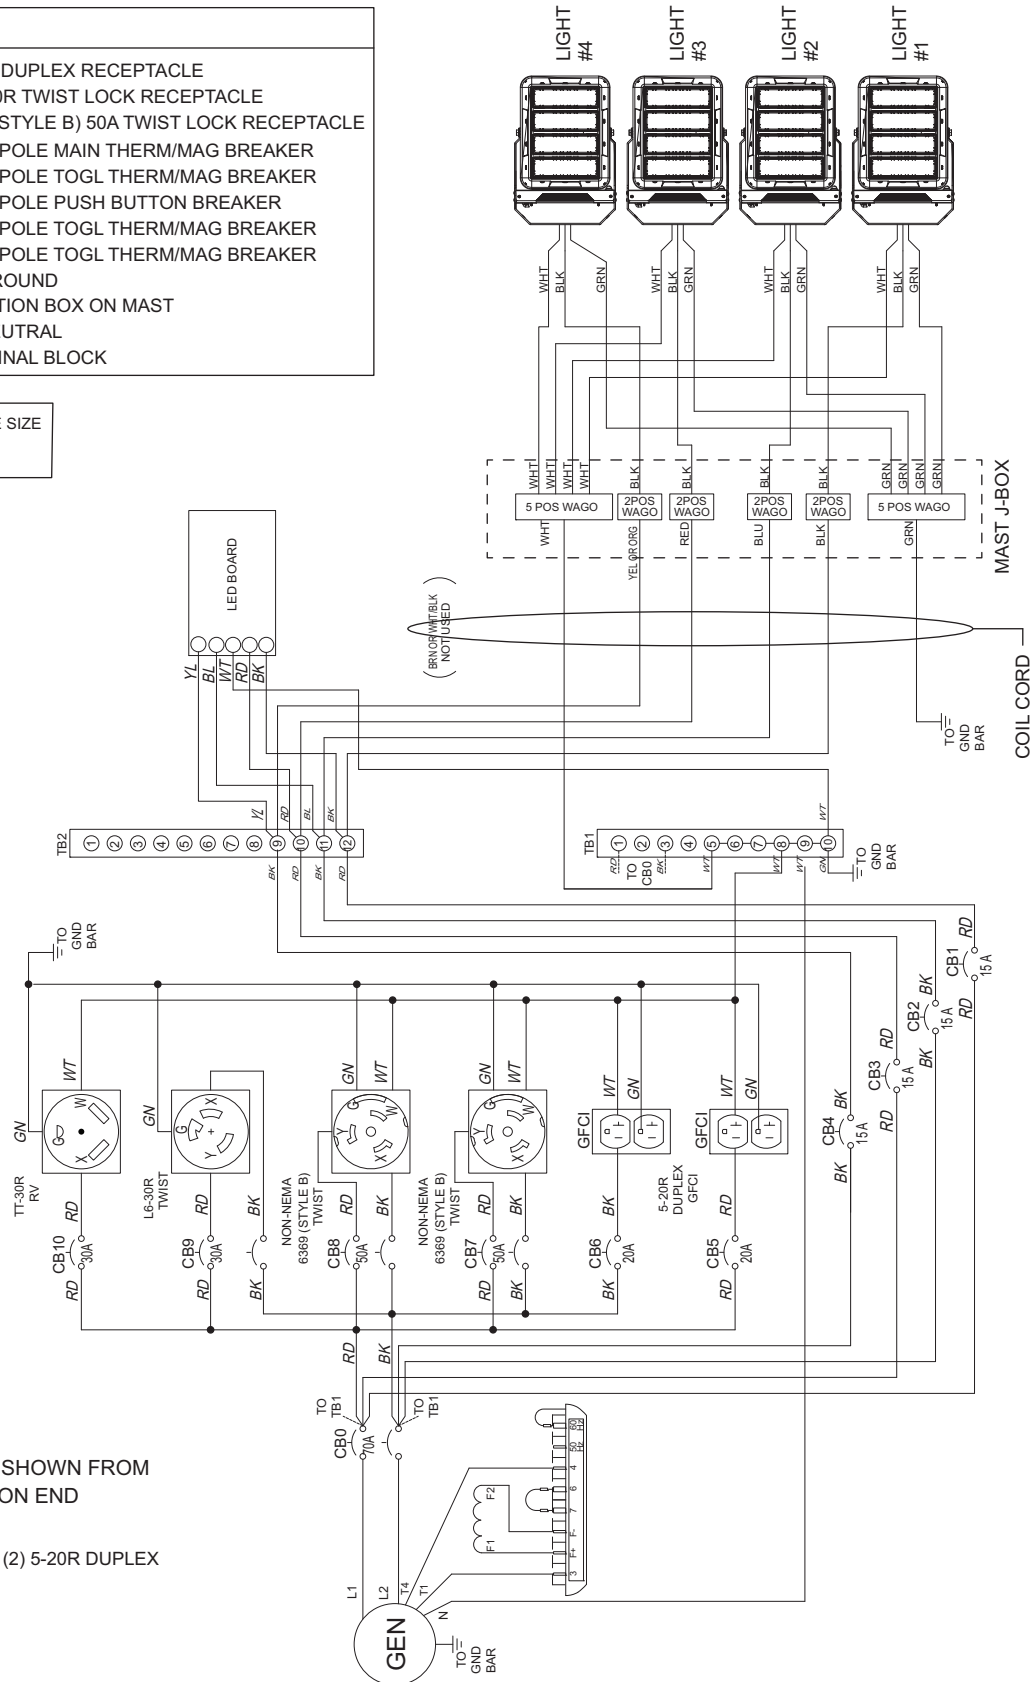 DUPLEX RECEPTACLE
0R TWIST LOCK RECEPTACLE
(STYLE B) 50A TWIST LOCK RECEPTACLE
POLE MAIN THERM/MAG BREAKER
POLE TOGL THERM/MAG BREAKER
POLE PUSH BUTTON BREAKER
POLE TOGL THERM/MAG BREAKER
POLE TOGL THERM/MAG BREAKER
ROUND
TION BOX ON MAST
EUTRAL
INAL BLOCK
E SIZE
LIGHT
#4
LIGHT
#3
LIGHT
#2
LIGHT
#1
WHT
BLK
GRN
WHT
BLK
GRN
WHT
BLK
GRN
WHT
BLK
GRN
WHT
WHT
WHT
WHT
BLK
BLK
BLK
BLK
GRN
GRN
GRN
GRN
5 POS WAGO
2POS
WAGO
2POS
WAGO
2POS
WAGO
2POS
WAGO
5 POS WAGO
WHT
YEL OR ORG
RED
BLU
BLK
GRN
MAST J-BOX
(BRN OR WHT/BLK
NOT USED)
COIL CORD
TO
GND
BAR
LED BOARD
YL
BL
WT
RD
BK
TB2
1
2
3
4
5
6
7
8
9
10
11
12
YL
RD
BL
BK
BK
RD
BK
RD
TB1
1
2
3
4
5
6
7
8
9
10
RD
TO
CB0
BK
WT
WT
WT
GN
WT
TO
GND
BAR
TO
GND
BAR
GN
WT
G
W
X
TT-30R
RV
RD
CB10
30A
RD
GN
G
X
Y
L6-30R
TWIST
RD
BK
CB9
30A
RD
BK
GN
WT
G
Y
W
X
NON-NEMA
6369 (STYLE B)
TWIST
RD
BK
CB8
50A
GN
WT
G
Y
W
X
NON-NEMA
6369 (STYLE B)
TWIST
RD
BK
CB7
50A
RD
BK
WT
GN
GFCI
5-20R
DUPLEX
GFCI
BK
CB6
20A
BK
WT
GN
GFCI
RD
CB5
20A
RD
BK
CB4
15A
BK
RD
CB3
15 A
RD
BK
CB2
15 A
BK
RD
CB1
15 A
RD
RD
BK
TO
TB1
TO
TB1
CB0
70A
SHOWN FROM
ON END
(2) 5-20R DUPLEX
L1
L2
T4
T1
N
GEN
TO
GND
BAR
F1
F2
3
F+
F-
7
6
4
50
Hz
60
Hz